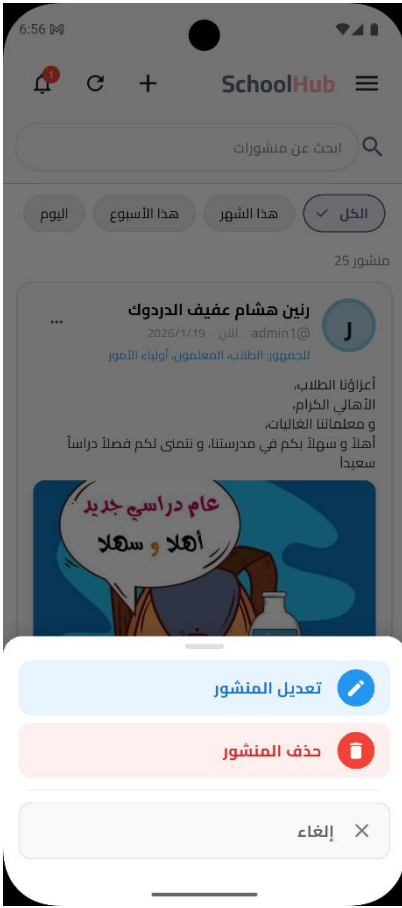 6:56
1
SchoolHub
ابحث عن منشورات
الكل
هذا الشهر
هذا الأسبوع
اليوم
25 منشور
رنين هشام عفيف الدردوك
@admin1 · الآن · 2026/1/19
للجمهور: الطلاب، المعلمون، أولياء الأمور
أعزاؤنا الطلاب،
الأهالي الكرام،
و معلماتنا الغاليات،
أهلاً و سهلاً بكم في مدرستنا، و نتمنى لكم فصلاً دراساً
سعيداً
ر
عام دراسي جديد
أهلا و سهلا
تعديل المنشور
حذف المنشور
إلغاء